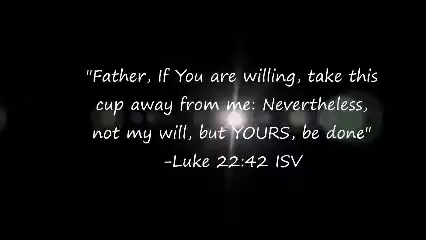 "Father, If You are willing, take this
cup away from me: Nevertheless,
not my will, but YOURS, be done"
-Luke 22:42 ISV